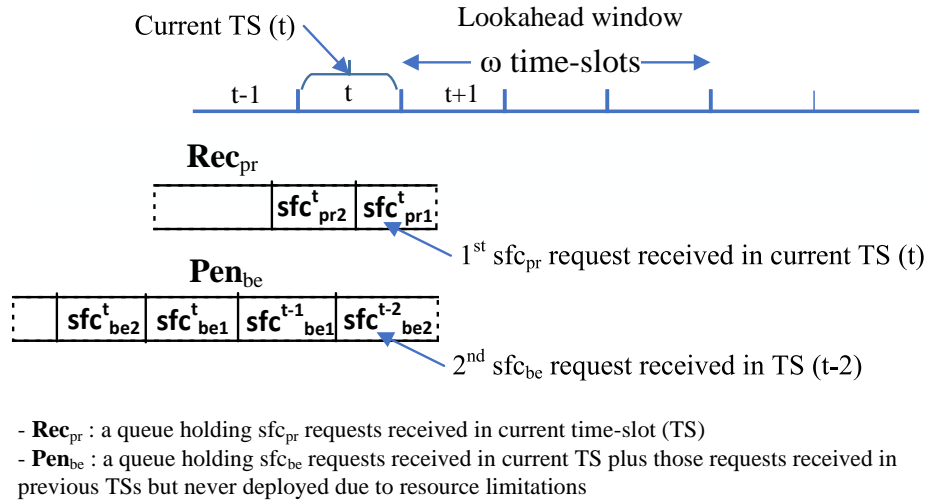 Lookahead window
Current TS (t)
ω time-slots
t-1 t t+1
Rec_pr
sfc^t_pr2 sfc^t_pr1
1^st sfc_pr request received in current TS (t)
Pen_be
sfc^t_be2 sfc^t_be1 sfc^t-1_be1 sfc^t-2_be2
2^nd sfc_be request received in TS (t-2)
- Rec_pr : a queue holding sfc_pr requests received in current time-slot (TS)
- Pen_be : a queue holding sfc_be requests received in current TS plus those requests received in
previous TSs but never deployed due to resource limitations